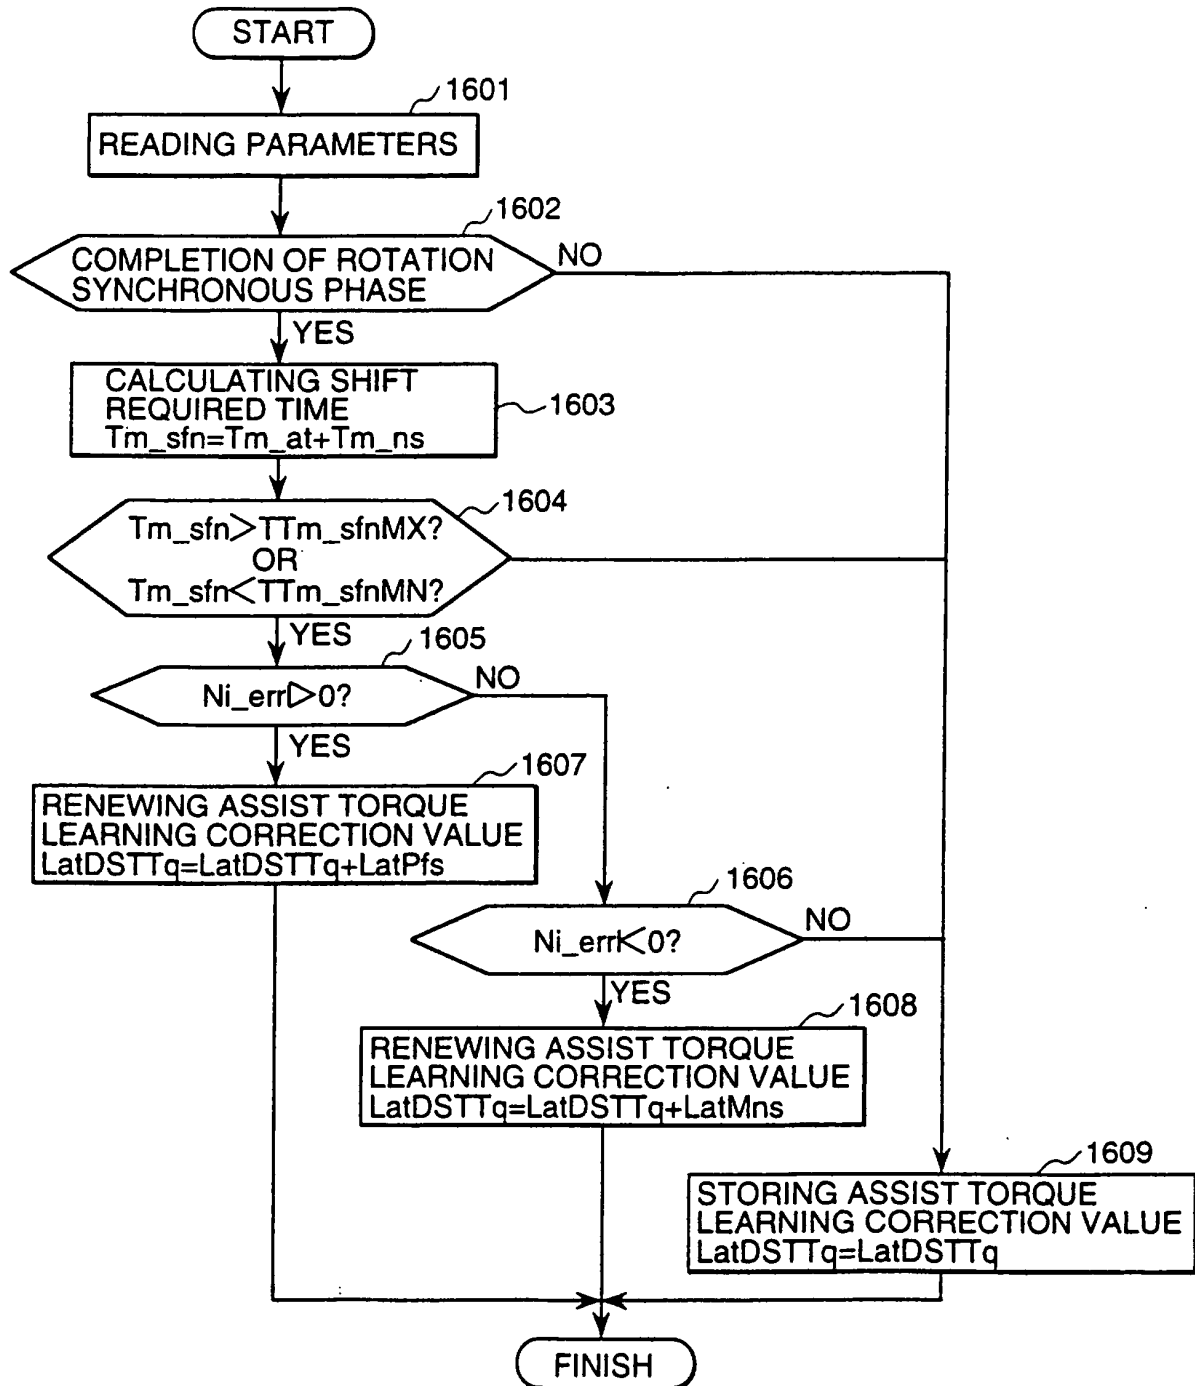 START
1601
READING PARAMETERS
1602
COMPLETION OF ROTATION
SYNCHRONOUS PHASE
NO
YES
CALCULATING SHIFT
REQUIRED TIME
Tm_sfn=Tm_at+Tm_ns
1603
1604
Tm_sfn>TTm_sfnMX?
OR
Tm_sfn<TTm_sfnMN?
YES
1605
Ni_err>0?
NO
YES
1607
RENEWING ASSIST TORQUE
LEARNING CORRECTION VALUE
LatDSTTq=LatDSTTq+LatPfs
1606
Ni_err<0?
NO
YES
1608
RENEWING ASSIST TORQUE
LEARNING CORRECTION VALUE
LatDSTTq=LatDSTTq+LatMns
1609
STORING ASSIST TORQUE
LEARNING CORRECTION VALUE
LatDSTTq=LatDSTTq
FINISH